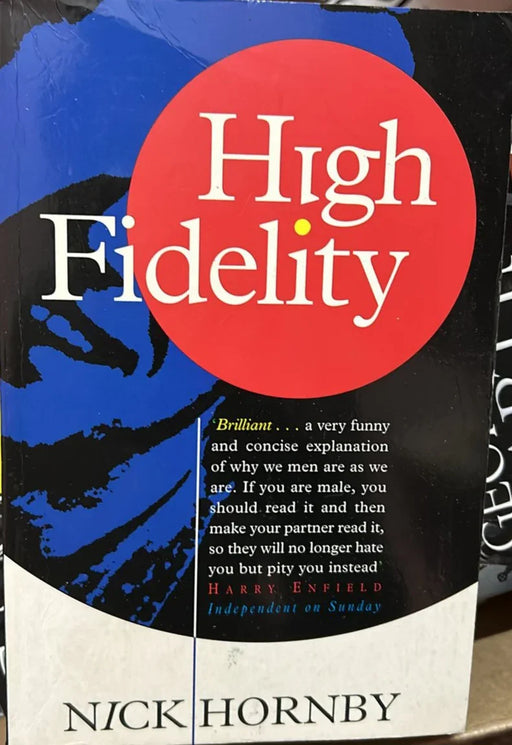 High
Fidelity
'Brilliant . . . a very funny
and concise explanation
of why we men are as we
are. If you are male, you
should read it and then
make your partner read it,
so they will no longer hate
you but pity you instead'
HARRY ENFIELD
Independent on Sunday
NICK HORNBY